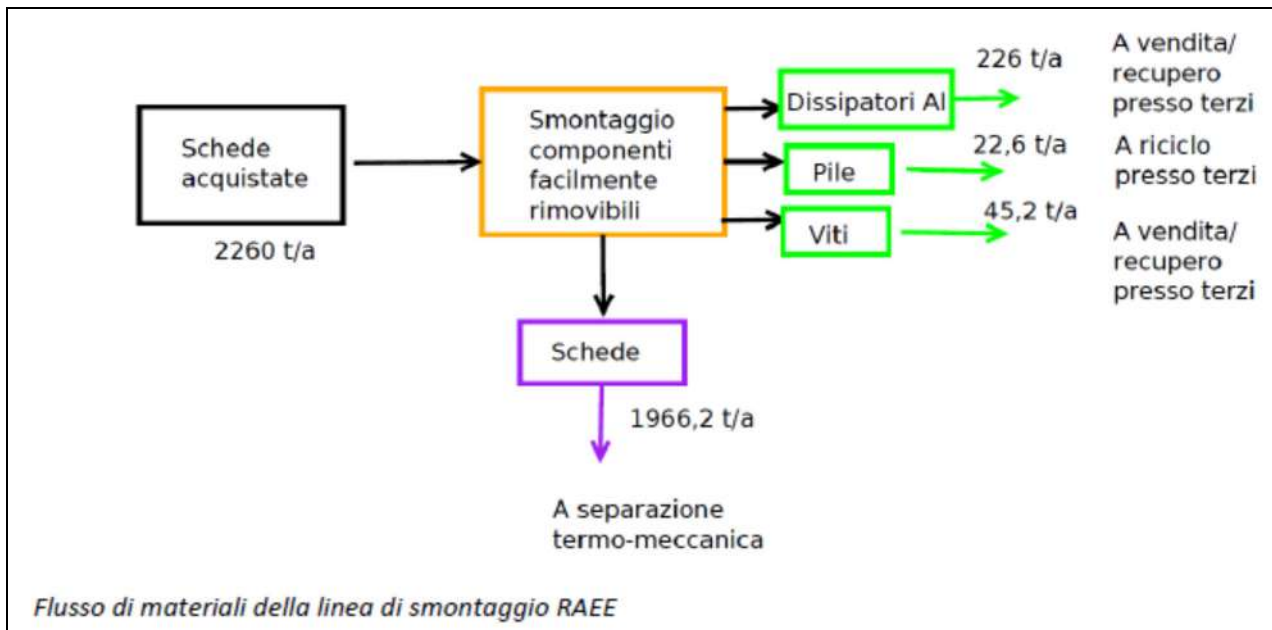 Schede
acquistate
2260 t/a
Smontaggio
componenti
facilmente
rimovibili
Dissipatori Al
226 t/a
A vendita/
recupero
presso terzi
Pile
22,6 t/a
A riciclo
presso terzi
Viti
45,2 t/a
A vendita/
recupero
presso terzi
Schede
1966,2 t/a
A separazione
termo-meccanica
Flusso di materiali della linea di smontaggio RAEE